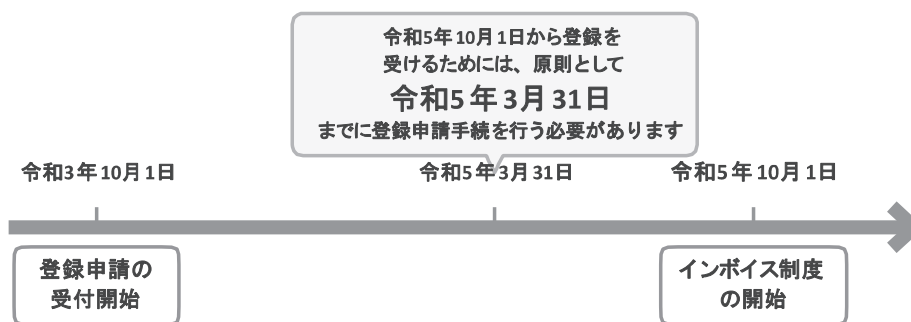 令和5年10月1日から登録を
受けるためには、原則として
令和5年3月31日
までに登録申請手続を行う必要があります
令和3年10月1日
令和5年3月31日
令和5年10月1日
登録申請の
受付開始
インボイス制度
の開始